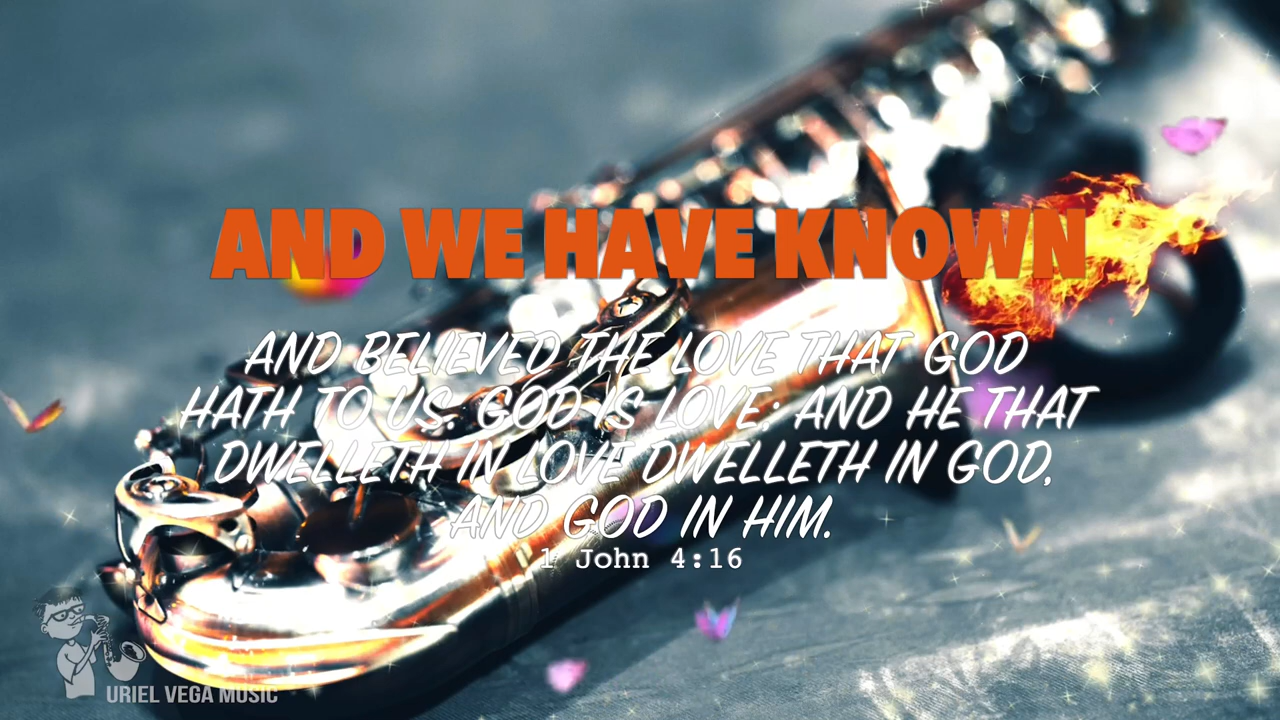 AND WE HAVE KNOWN
AND BELIEVED THE LOVE THAT GOD
HATH TO US. GOD IS LOVE; AND HE THAT
DWELLETH IN LOVE DWELLETH IN GOD,
AND GOD IN HIM.
1 John 4:16
URIEL VEGA MUSIC